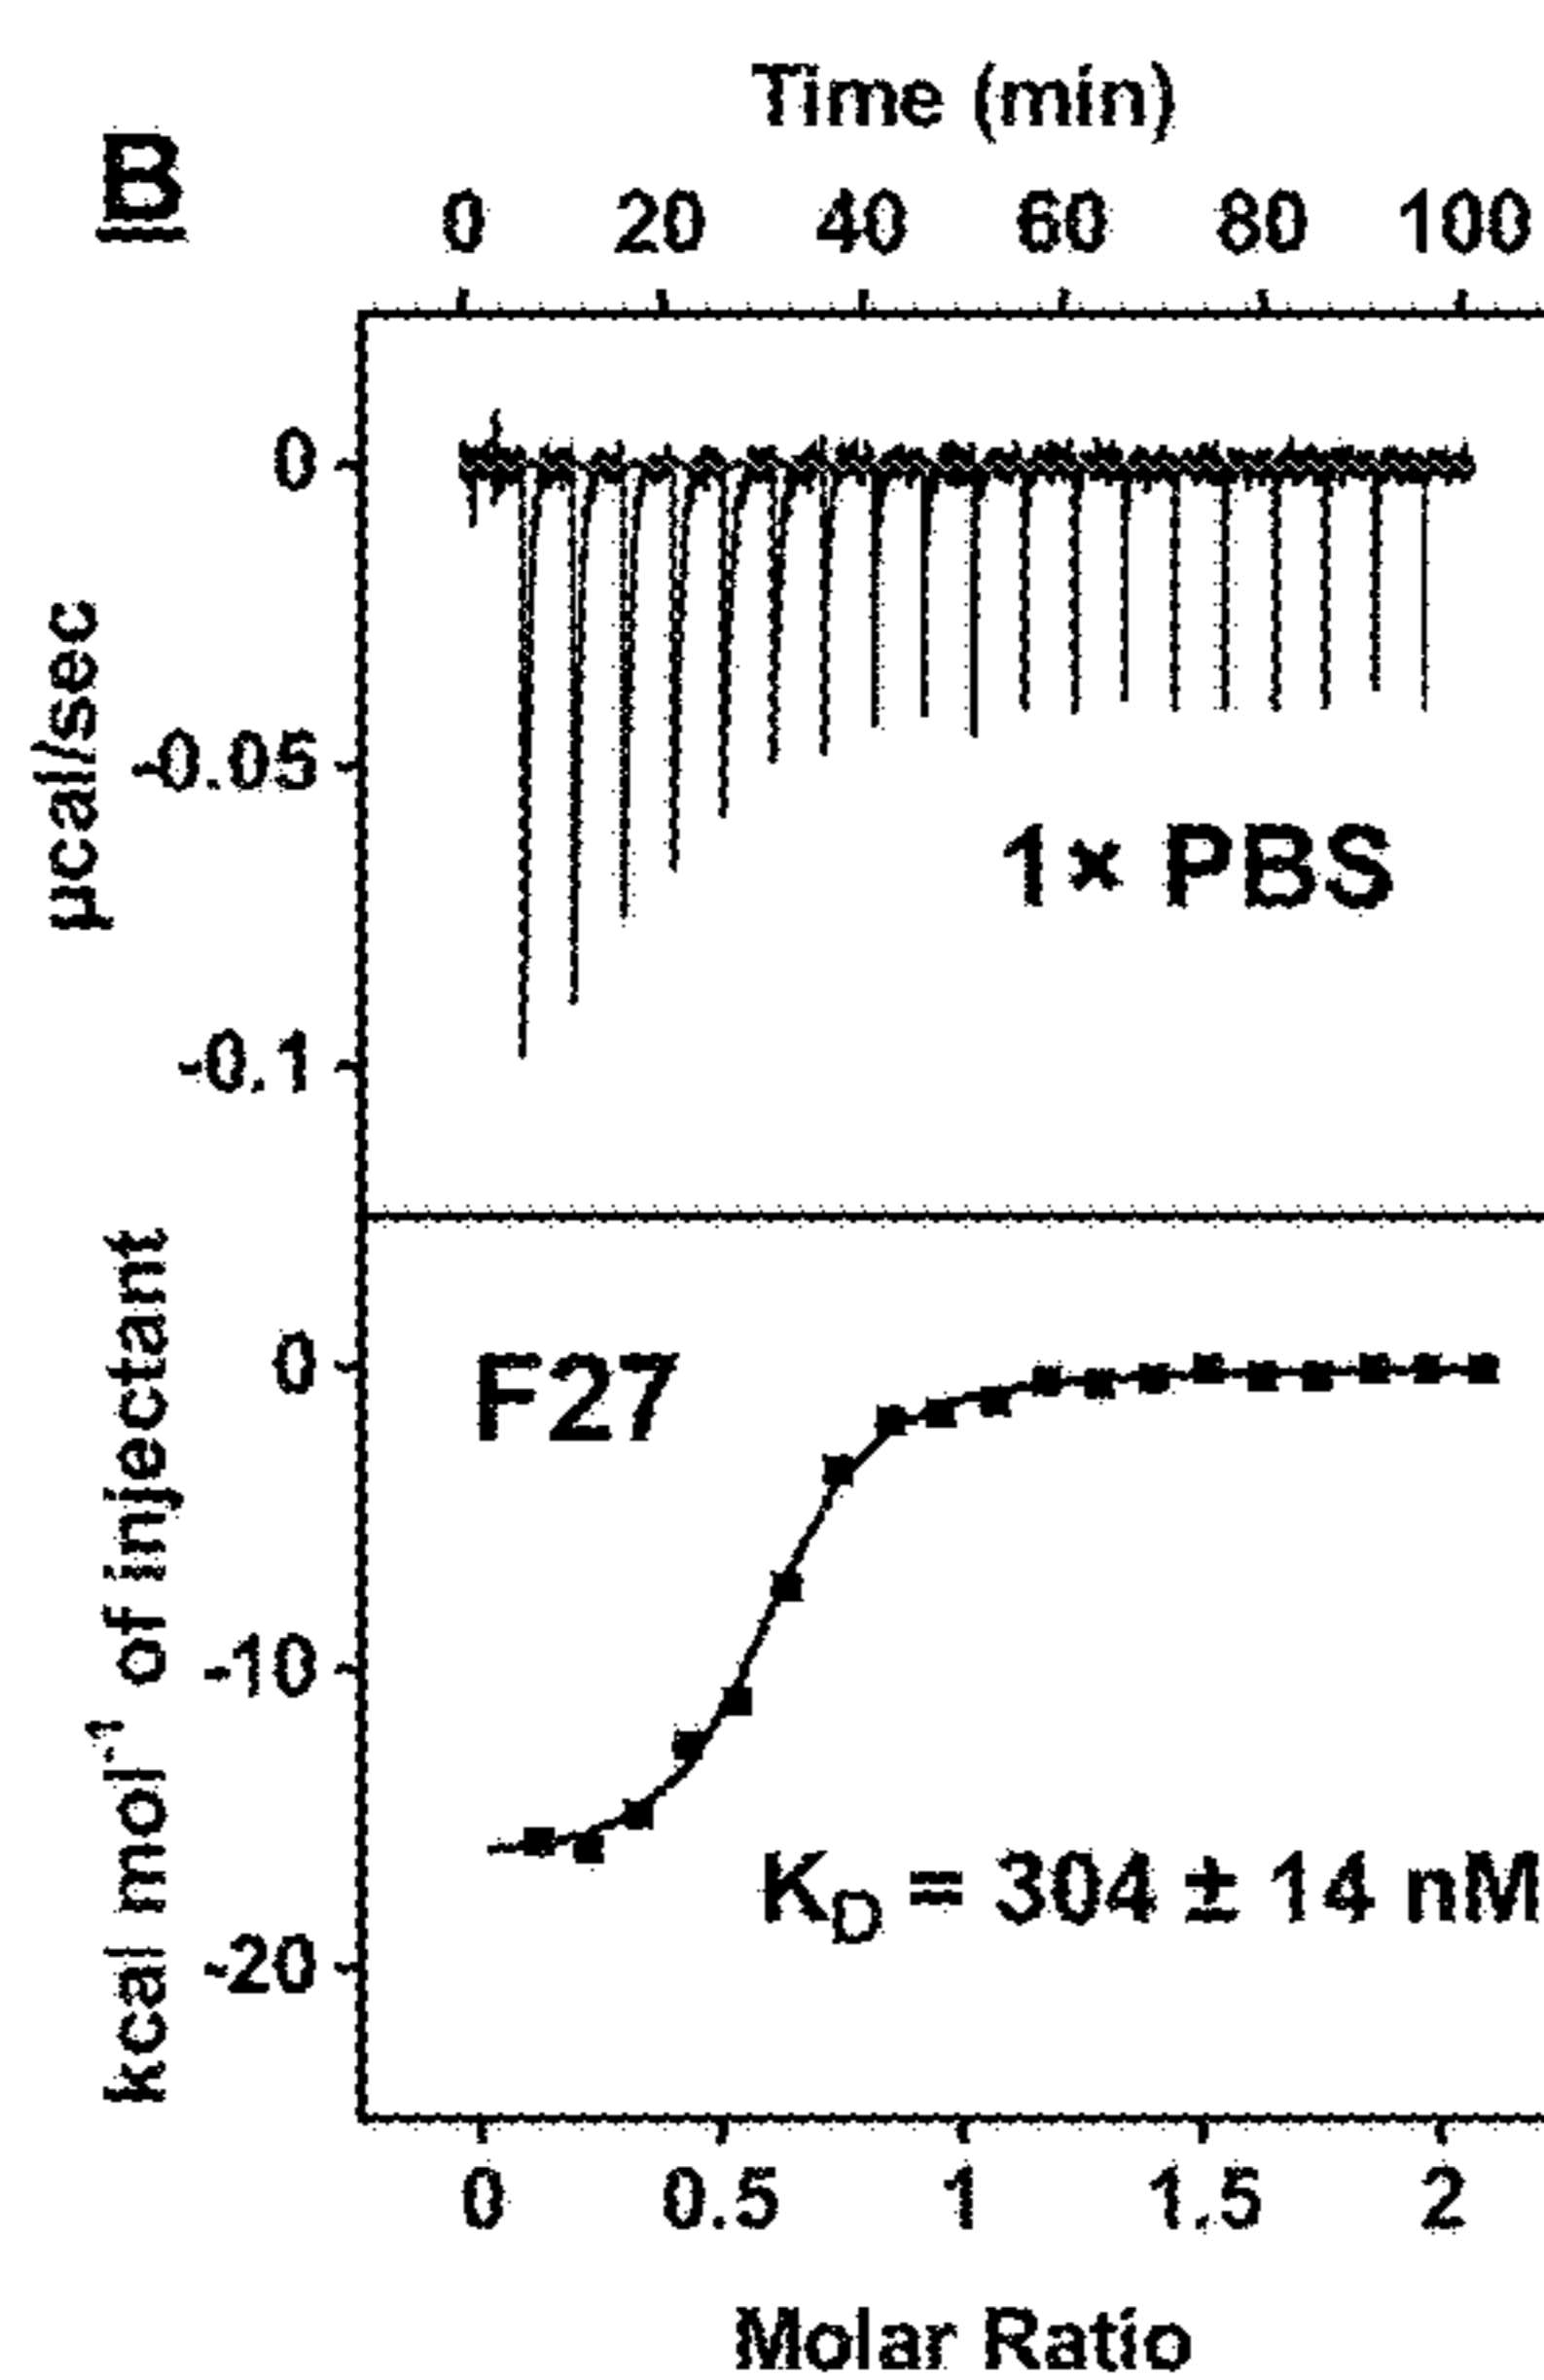 B
Time (min)
0 20 40 60 80 100
µcal/sec
0
-0.05
-0.1
1× PBS
kcal mol⁻¹ of injectant
0
-10
-20
F27
K_D = 304 ± 14 nM
0 0.5 1 1.5 2
Molar Ratio